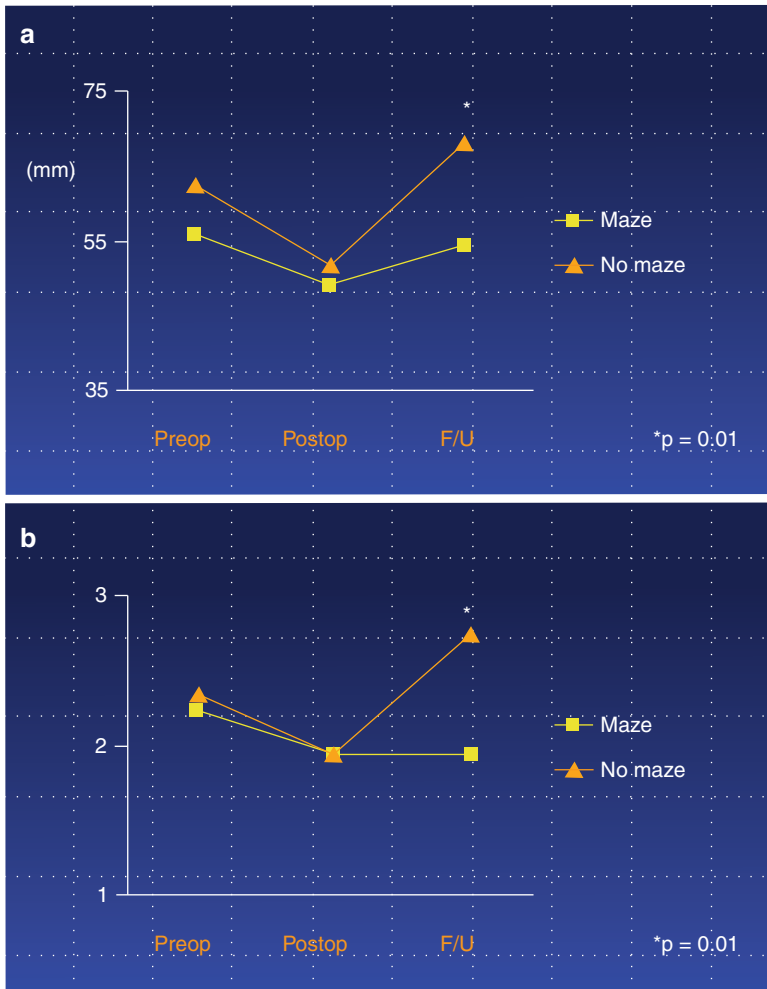 a
75
*
(mm)
Maze
55
No maze
35
Preop Postop F/U *p = 0.01
b
3
*
Maze
2
No maze
1
Preop Postop F/U *p = 0.01